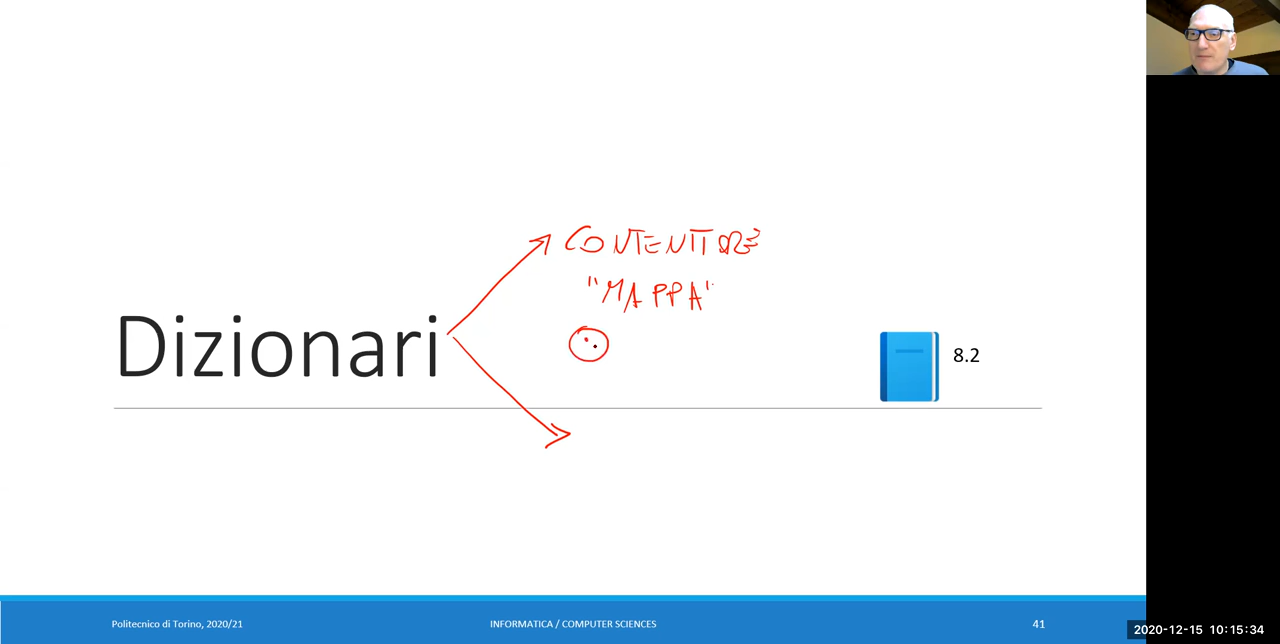 CONTENITORE
"MAPPA"
Dizionari
8.2
Politecnico di Torino, 2020/21
INFORMATICA / COMPUTER SCIENCES
41
2020-12-15 10:15:34